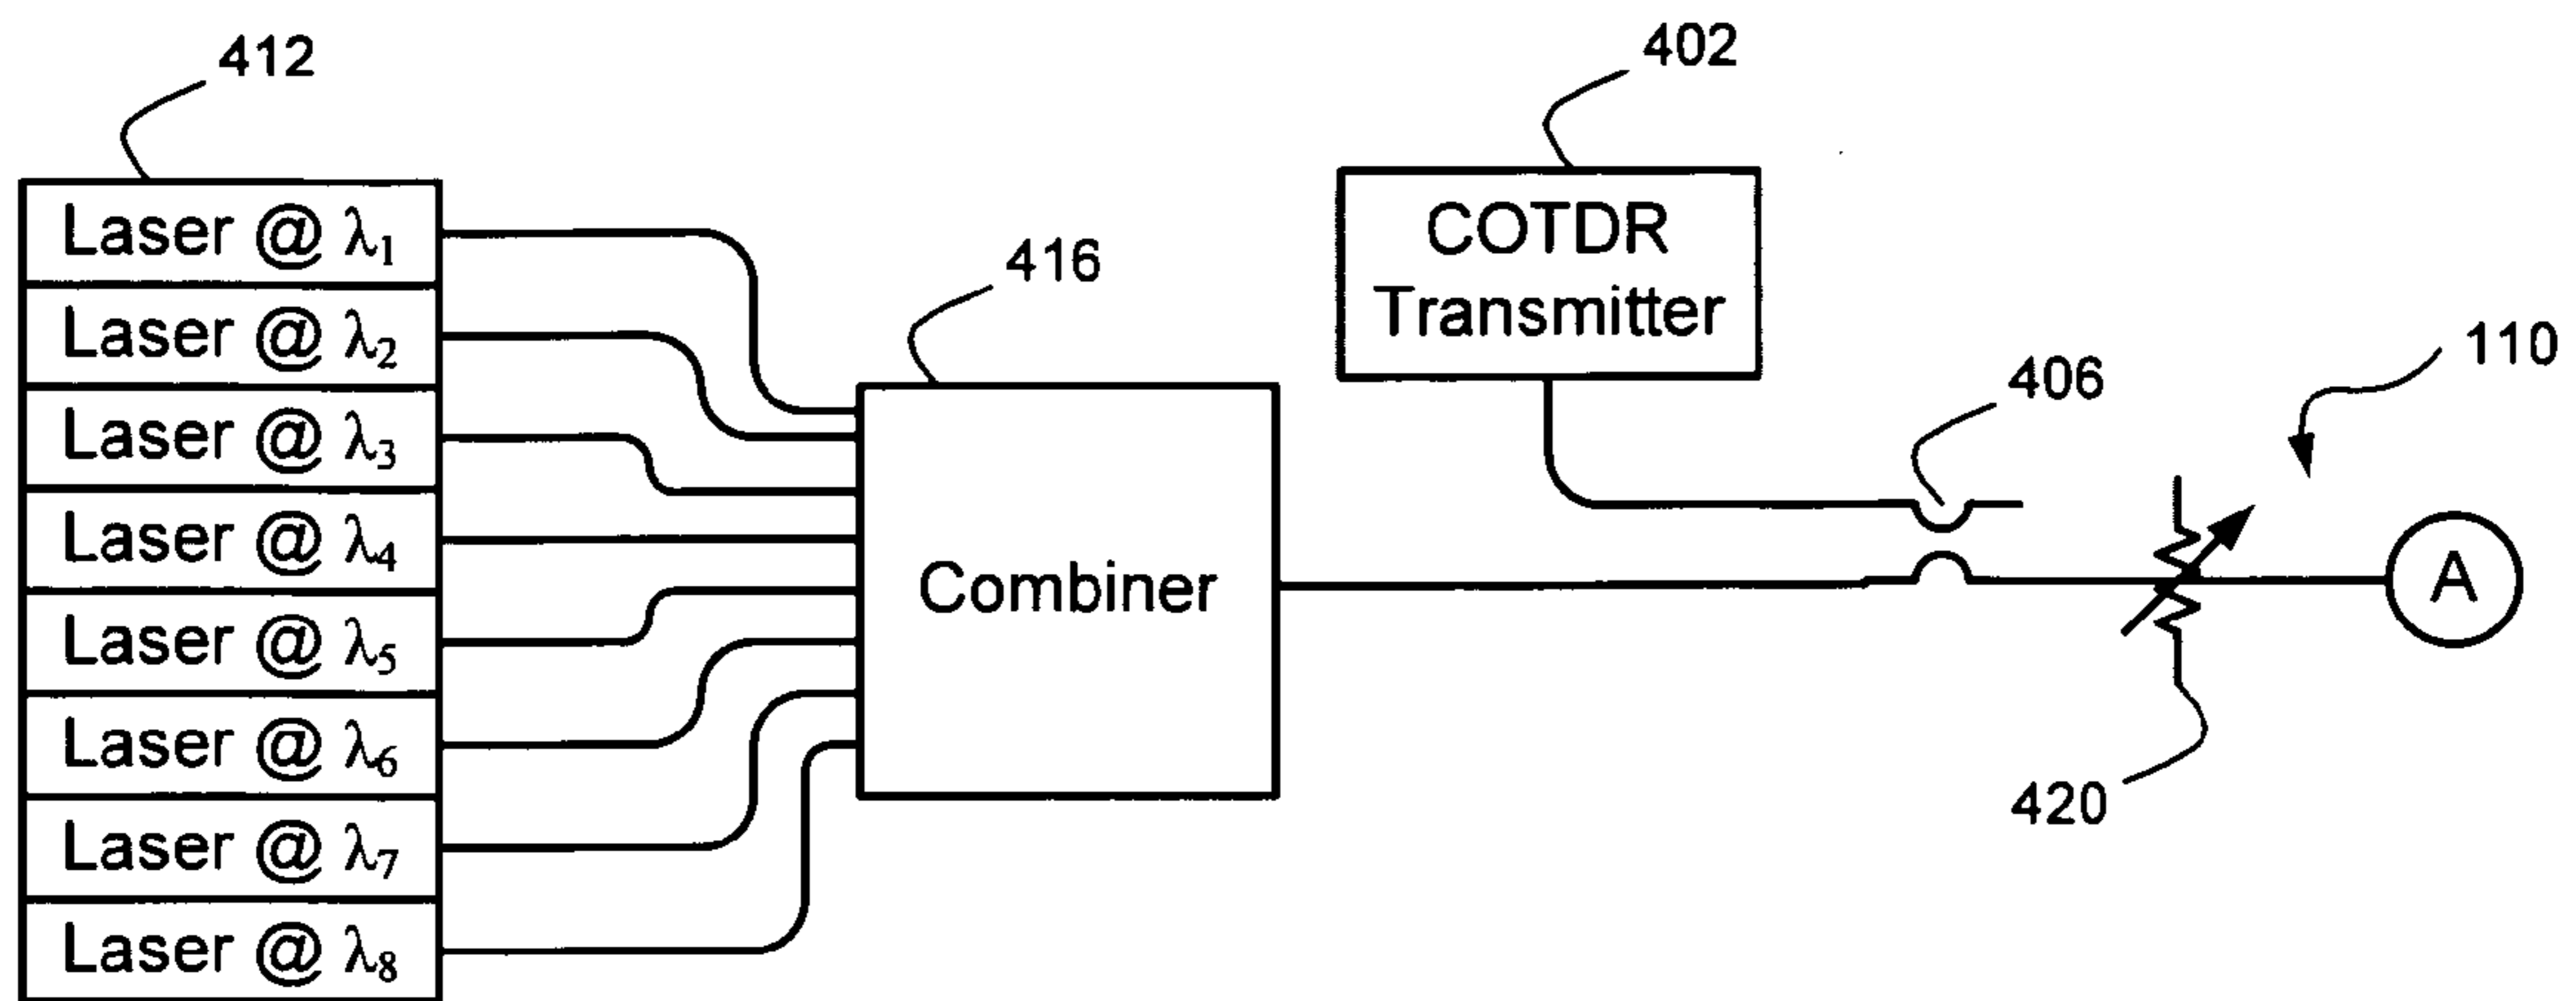 412
402
Laser @ λ1
Laser @ λ2
Laser @ λ3
Laser @ λ4
Laser @ λ5
Laser @ λ6
Laser @ λ7
Laser @ λ8
416
Combiner
COTDR
Transmitter
406
110
A
420